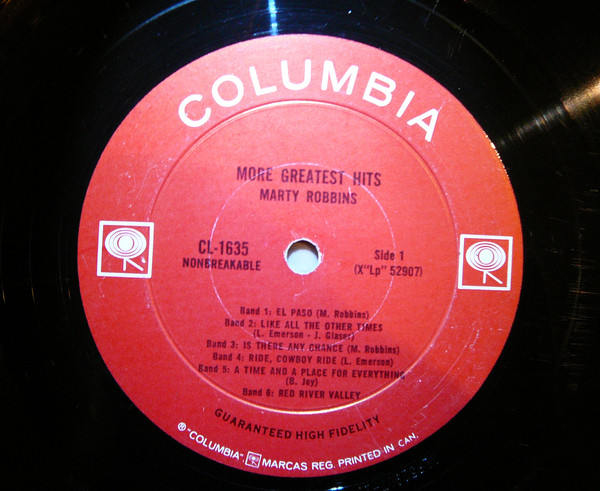 COLUMBIA
MORE GREATEST HITS
MARTY ROBBINS
CL-1635
NONBREAKABLE
Side 1
(X"Lp" 52907)
Band 1: EL PASO (M. Robbins)
Band 2: LIKE ALL THE OTHER TIMES
(L. Emerson - J. Glaser)
Band 3: IS THERE ANY CHANCE (M. Robbins)
Band 4: RIDE, COWBOY RIDE (L. Emerson)
Band 5: A TIME AND A PLACE FOR EVERYTHING
(B. Joy)
Band 6: RED RIVER VALLEY
GUARANTEED HIGH FIDELITY
® "COLUMBIA", MARCAS REG. PRINTED IN CAN.